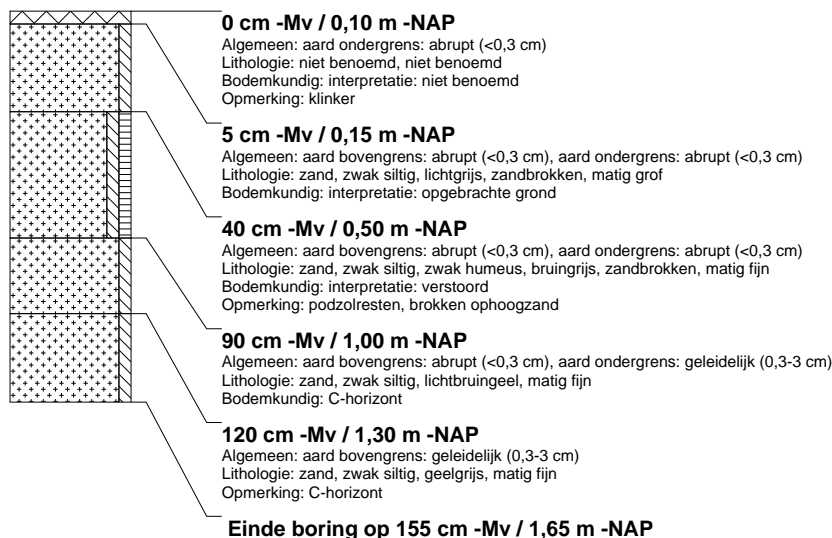 0 cm -Mv / 0,10 m -NAP
Algemeen: aard ondergrens: abrupt (<0,3 cm)
Lithologie: niet benoemd, niet benoemd
Bodemkundig: interpretatie: niet benoemd
Opmerking: klinker
5 cm -Mv / 0,15 m -NAP
Algemeen: aard bovengrens: abrupt (<0,3 cm), aard ondergrens: abrupt (<0,3 cm)
Lithologie: zand, zwak siltig, lichtgrijs, zandbrokken, matig grof
Bodemkundig: interpretatie: opgebrachte grond
40 cm -Mv / 0,50 m -NAP
Algemeen: aard bovengrens: abrupt (<0,3 cm), aard ondergrens: abrupt (<0,3 cm)
Lithologie: zand, zwak siltig, zwak humeus, bruingrijs, zandbrokken, matig fijn
Bodemkundig: interpretatie: verstoord
Opmerking: podzolresten, brokken ophoogzand
90 cm -Mv / 1,00 m -NAP
Algemeen: aard bovengrens: abrupt (<0,3 cm), aard ondergrens: geleidelijk (0,3-3 cm)
Lithologie: zand, zwak siltig, lichtbruingeel, matig fijn
Bodemkundig: C-horizont
120 cm -Mv / 1,30 m -NAP
Algemeen: aard bovengrens: geleidelijk (0,3-3 cm)
Lithologie: zand, zwak siltig, geelgrijs, matig fijn
Opmerking: C-horizont
Einde boring op 155 cm -Mv / 1,65 m -NAP